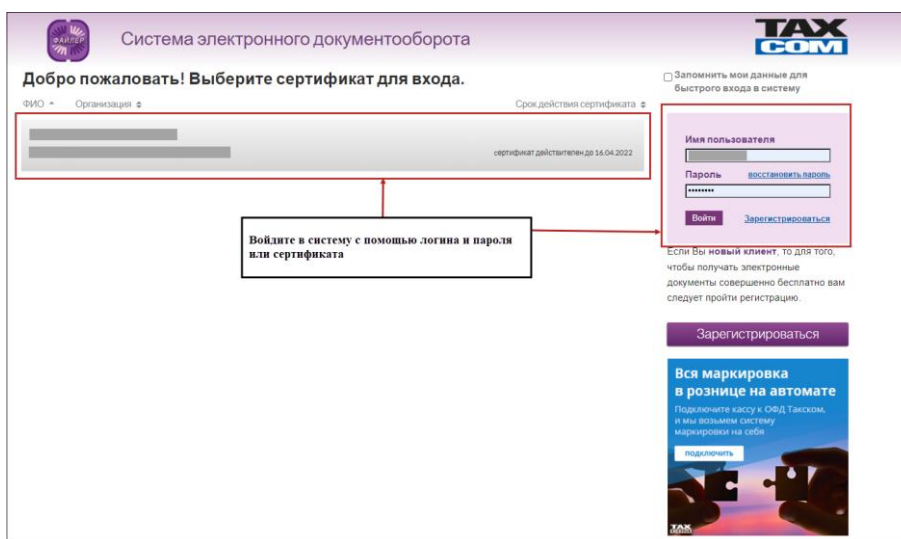 ФАЙЛЕР
Система электронного документооборота
TAX
COM
Добро пожаловать! Выберите сертификат для входа.
ФИО
Организация
Срок действия сертификата
сертификат действителен до 16.04.2022
Войдите в систему с помощью логина и пароля
или сертификата
Запомнить мои данные для
быстрого входа в систему
Имя пользователя
Пароль
восстановить пароль
Войти
Зарегистрироваться
Если Вы новый клиент, то для того,
чтобы получать электронные
документы совершенно бесплатно вам
следует пройти регистрацию.
Зарегистрироваться
Вся маркировка
в рознице на автомате
Подключите кассу к ОФД Такском,
и мы возьмем систему
маркировки на себя
ПОДКЛЮЧИТЬ
TAX
COM